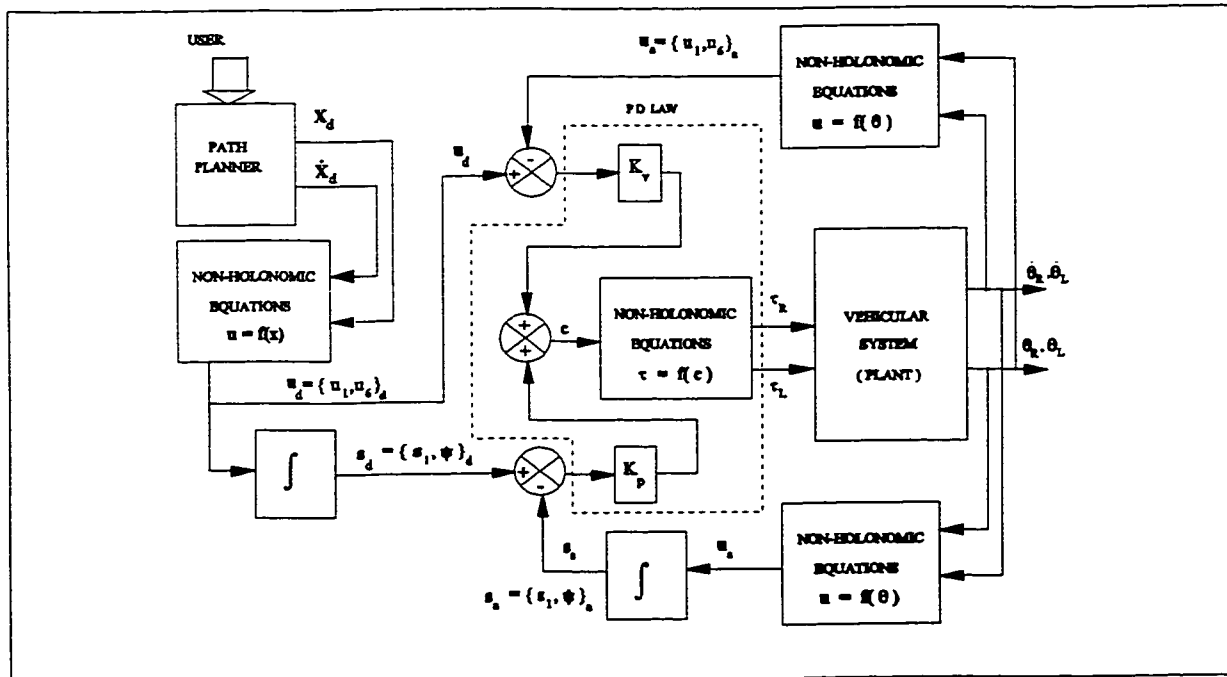 USER
PATH
PLANNER
X_d
Ẋ_d
NON-HOLONOMIC
EQUATIONS
u = f(x)
u_d = { u_1, u_6 }_d
∫
s_d = { s_1, ψ }_d
u_d
u_a = { u_1, u_6 }_a
PD LAW
+
-
K_v
+
+
e
NON-HOLONOMIC
EQUATIONS
τ = f( e )
τ_R
τ_L
+
-
K_p
VEHICULAR
SYSTEM
( PLANT )
θ̇_R . θ̇_L
θ_R . θ_L
NON-HOLONOMIC
EQUATIONS
u = f( θ )
NON-HOLONOMIC
EQUATIONS
u = f( θ )
u_a
∫
s_a
s_a = { s_1, ψ }_a